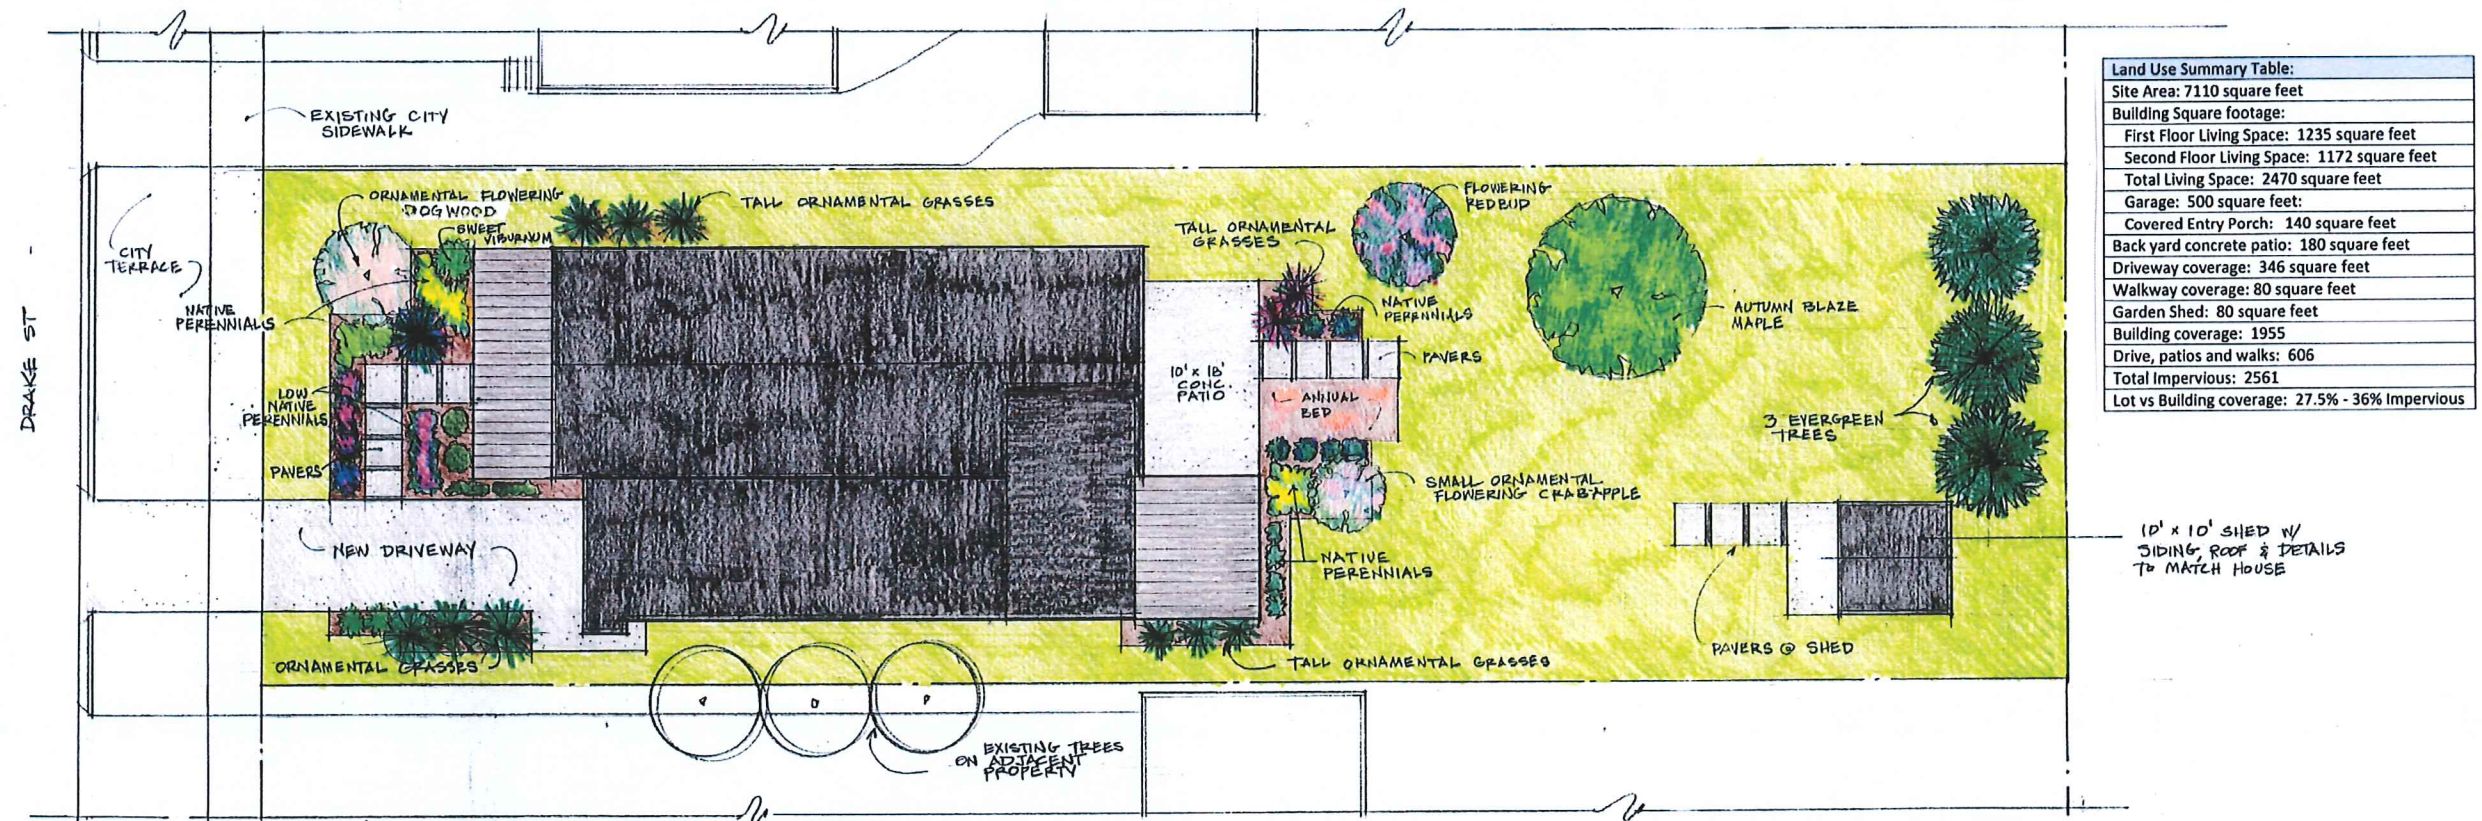 EXISTING CITY
SIDEWALK
ORNAMENTAL FLOWERING
DOGWOOD
SWEET
VIBURNUM
TALL ORNAMENTAL GRASSES
CITY
TERRACE
NATIVE
PERENNIALS
DRAKE ST -
LOW
NATIVE
PERENNIALS
PAVERS
NEW DRIVEWAY
ORNAMENTAL GRASSES
TALL ORNAMENTAL
GRASSES
FLOWERING
REDBUD
NATIVE
PERENNIALS
PAVERS
10' x 18'
CONC.
PATIO
ANNUAL
BED
AUTUMN BLAZE
MAPLE
3 EVERGREEN
TREES
SMALL ORNAMENTAL
FLOWERING CRABAPPLE
NATIVE
PERENNIALS
TALL ORNAMENTAL GRASSES
PAVERS @ SHED
10' x 10' SHED W/
SIDING, ROOF & DETAILS
TO MATCH HOUSE
EXISTING TREES
ON ADJACENT
PROPERTY
Land Use Summary Table:
Site Area: 7110 square feet
Building Square footage:
First Floor Living Space: 1235 square feet
Second Floor Living Space: 1172 square feet
Total Living Space: 2470 square feet
Garage: 500 square feet:
Covered Entry Porch: 140 square feet
Back yard concrete patio: 180 square feet
Driveway coverage: 346 square feet
Walkway coverage: 80 square feet
Garden Shed: 80 square feet
Building coverage: 1955
Drive, patios and walks: 606
Total Impervious: 2561
Lot vs Building coverage: 27.5% - 36% Impervious